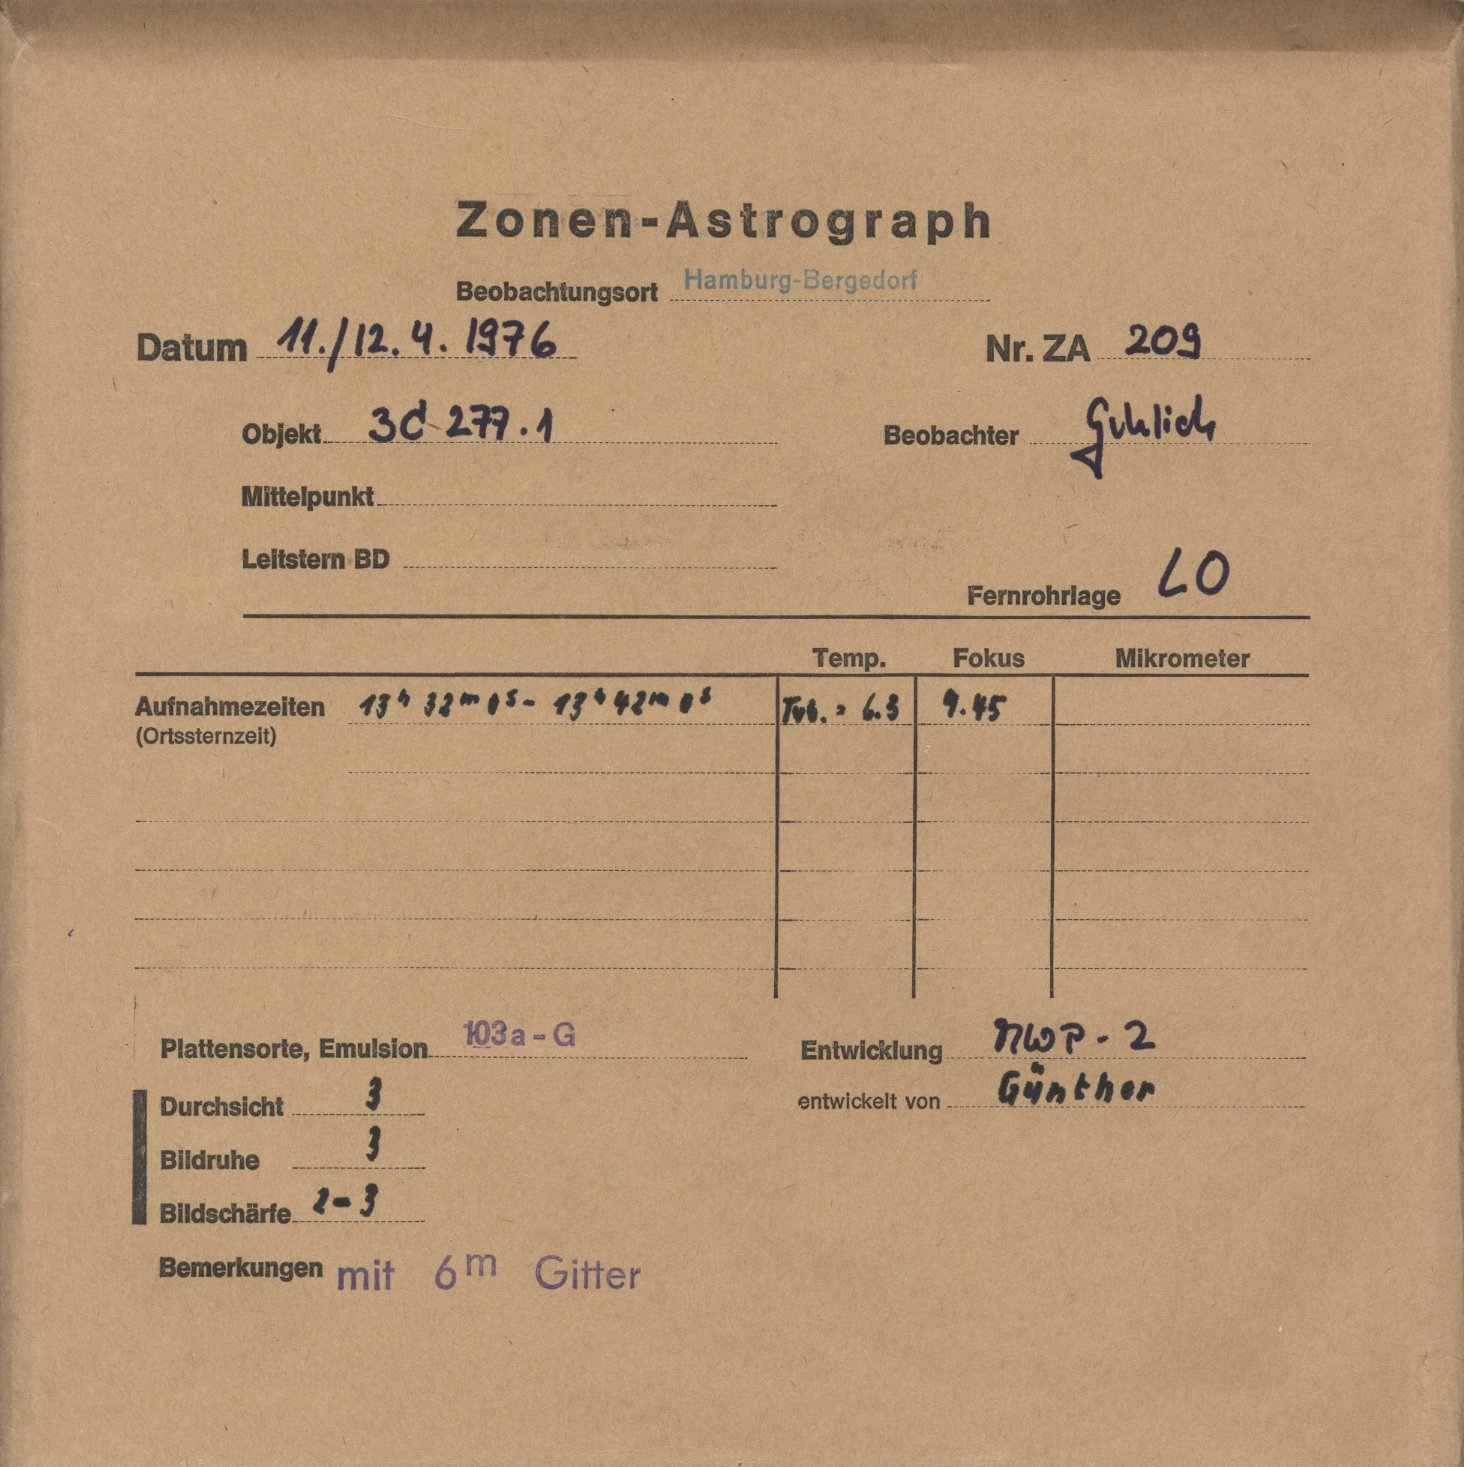 Zonen-Astrograph
Beobachtungsort Hamburg-Bergedorf
Datum 11./12. 4. 1976 Nr. ZA 209
Objekt 3C 277.1 Beobachter
Mittelpunkt
Leitstern BD
Fernrohrlage LO
Temp. Fokus Mikrometer
Aufnahmezeiten 13h 32m 0s - 13h 42m 0s Tub. = 6.3 9.45
(Ortssternzeit)
Plattensorte, Emulsion 103a-G Entwicklung MWP-2
Durchsicht 3 entwickelt von Günther
Bildruhe 3
Bildschärfe 2-3
Bemerkungen mit 6m Gitter